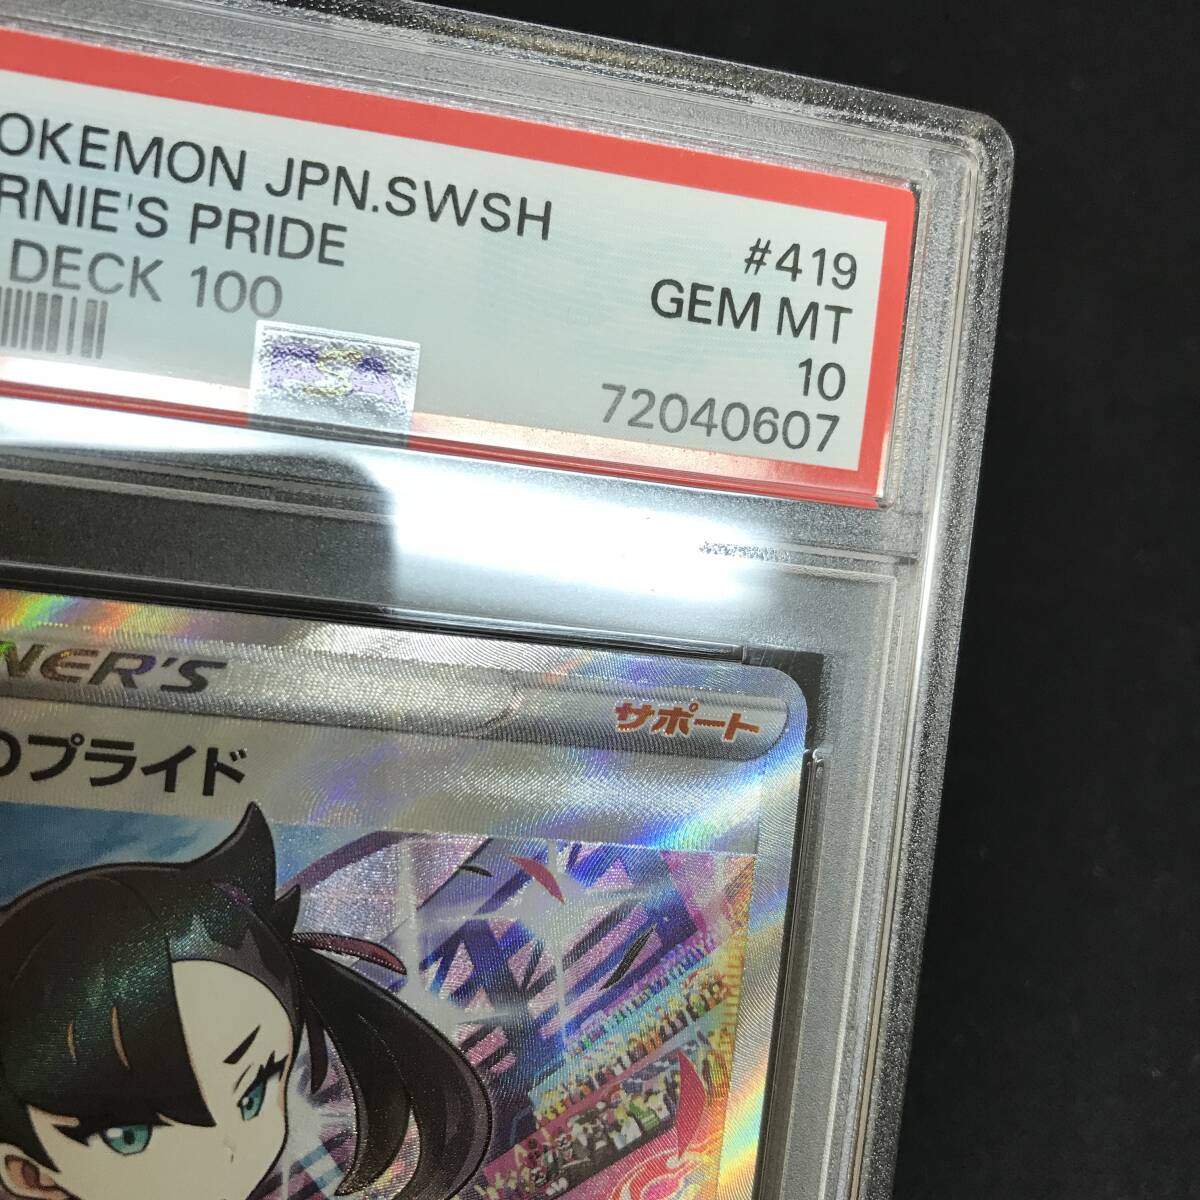 OKEMON JPN.SWSH
RNIE'S PRIDE
DECK 100
#419
GEM MT
10
72040607
PSA
NER'S
サポート
のプライド